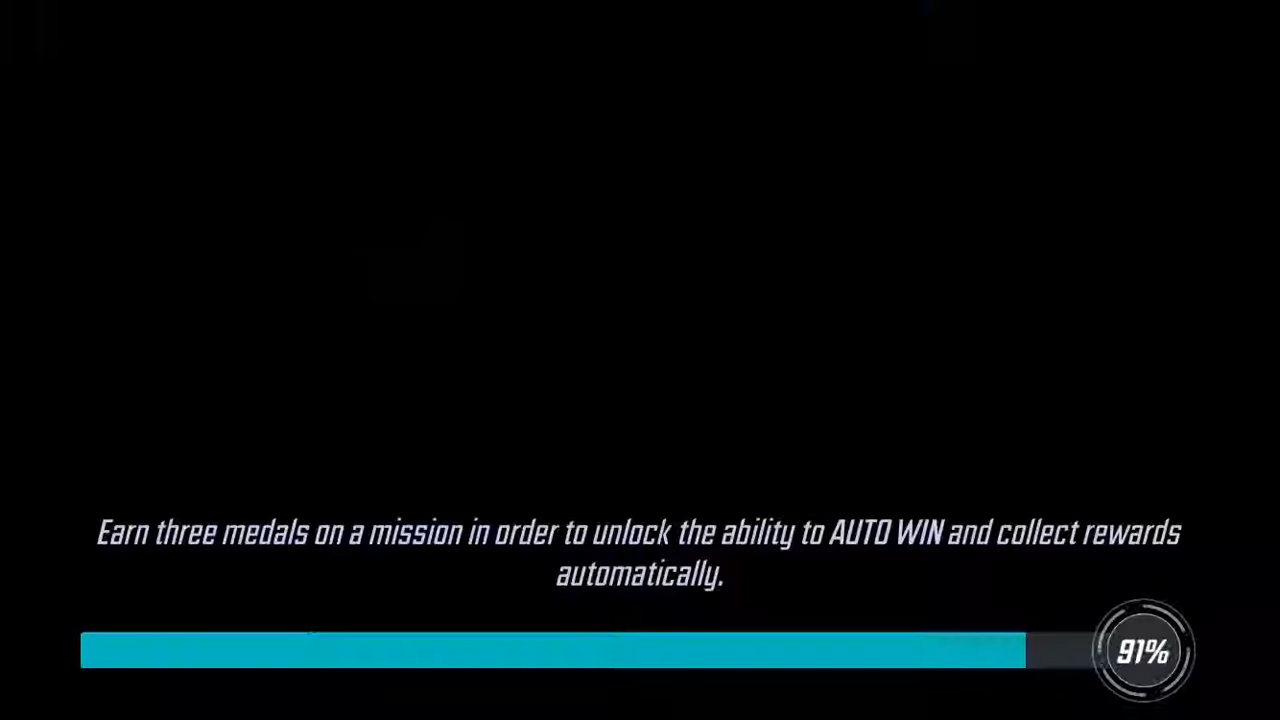 Earn three medals on a mission in order to unlock the ability to AUTO WIN and collect rewards
automatically.
91%